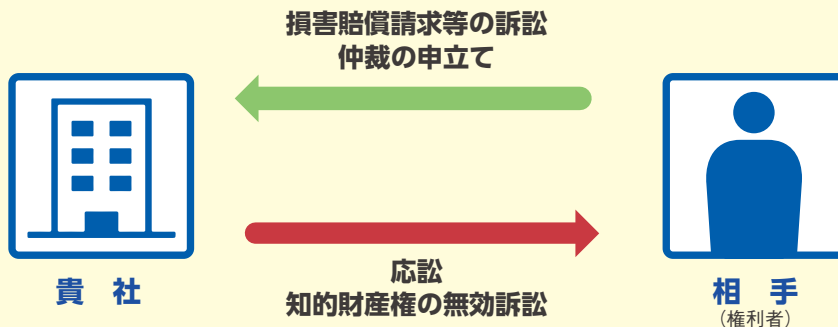 損害賠償請求等の訴訟
仲裁の申立て
応訴
知的財産権の無効訴訟
貴 社
相 手
（権利者）